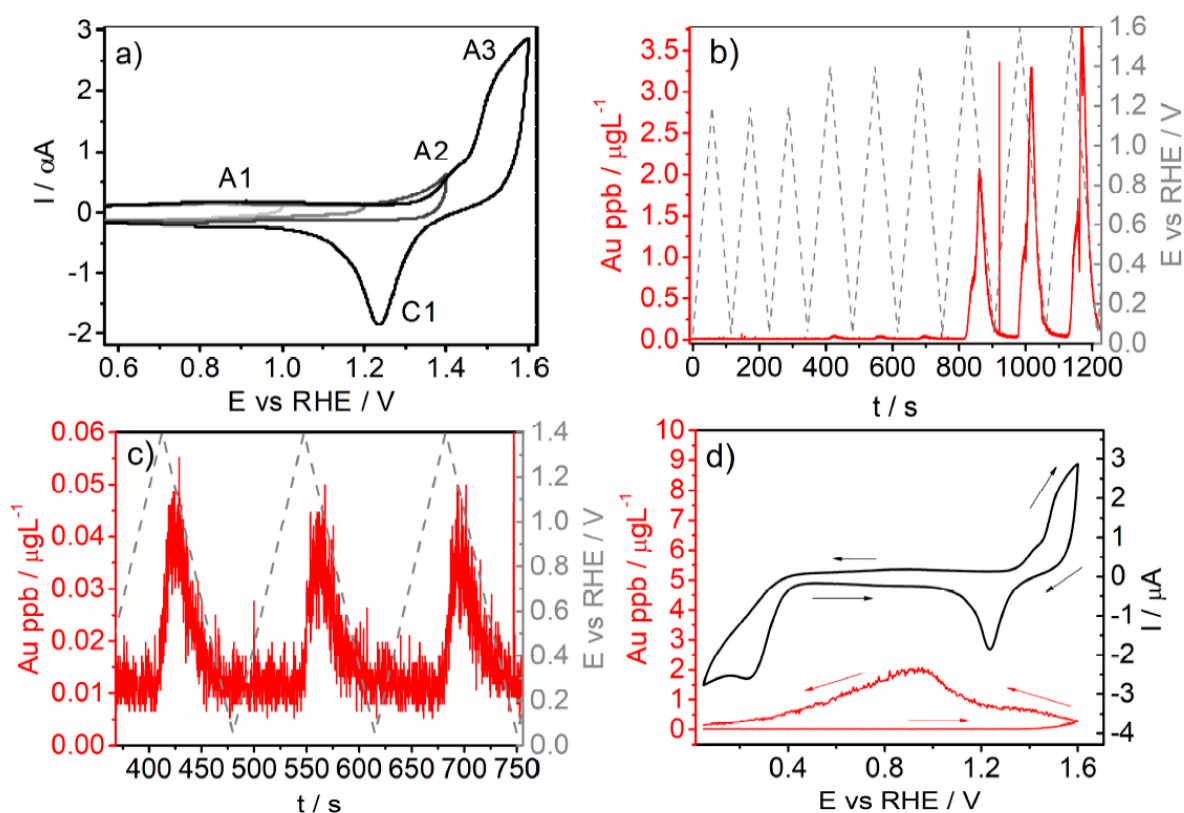 a)
A1
A2
A3
C1
I / αA
3
2
1
0
-1
-2
0.6 0.8 1.0 1.2 1.4 1.6
E vs RHE / V
b)
Au ppb / µgL⁻¹
3.5
3.0
2.5
2.0
1.5
1.0
0.5
0.0
1.6
1.4
1.2
1.0
0.8
0.6
0.4
0.2
0.0
E vs RHE / V
0 200 400 600 800 1000 1200
t / s
c)
Au ppb / µgL⁻¹
0.06
0.05
0.04
0.03
0.02
0.01
0.00
1.4
1.2
1.0
0.8
0.6
0.4
0.2
0.0
E vs RHE / V
400 450 500 550 600 650 700 750
t / s
d)
Au ppb / µgL⁻¹
10
9
8
7
6
5
4
3
2
1
0
3
2
1
0
-1
-2
-3
-4
I / µA
0.4 0.8 1.2 1.6
E vs RHE / V